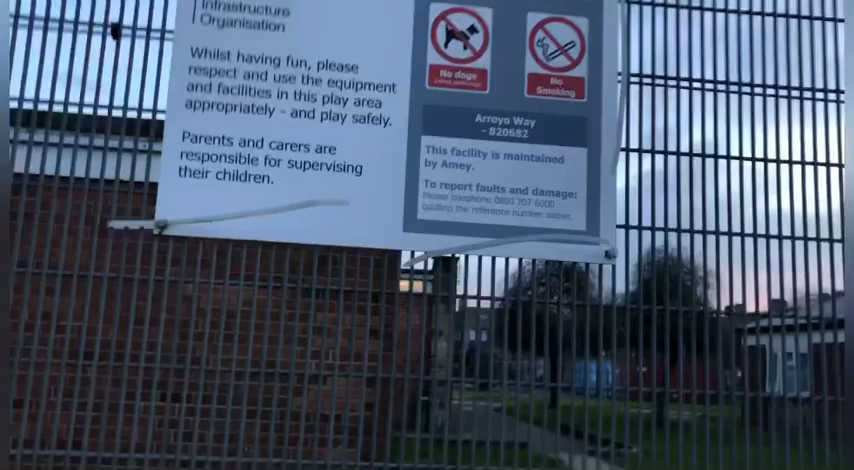 Infrastructure
Organisation
Whilst having fun, please
respect and use the equipment
and facilities in this play area
appropriately - and play safely.
Parents and carers are
responsible for supervising
their children.
No dogs
No
Smoking
Arroyo Way
- 820682
This facility is maintained
by Amey.
To report faults and damage:
Please telephone 0800 707 6000
quoting the reference number above.